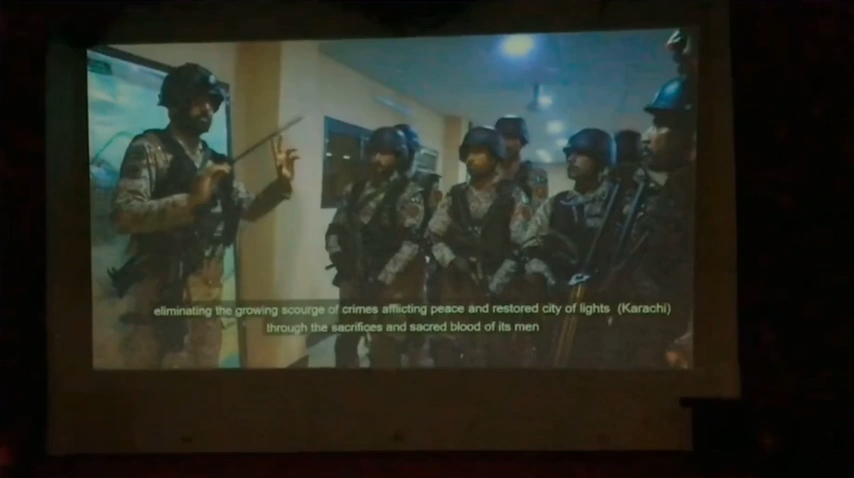 eliminating the growing scourge of crimes afflicting peace and restored city of lights (Karachi)
through the sacrifices and sacred blood of its men